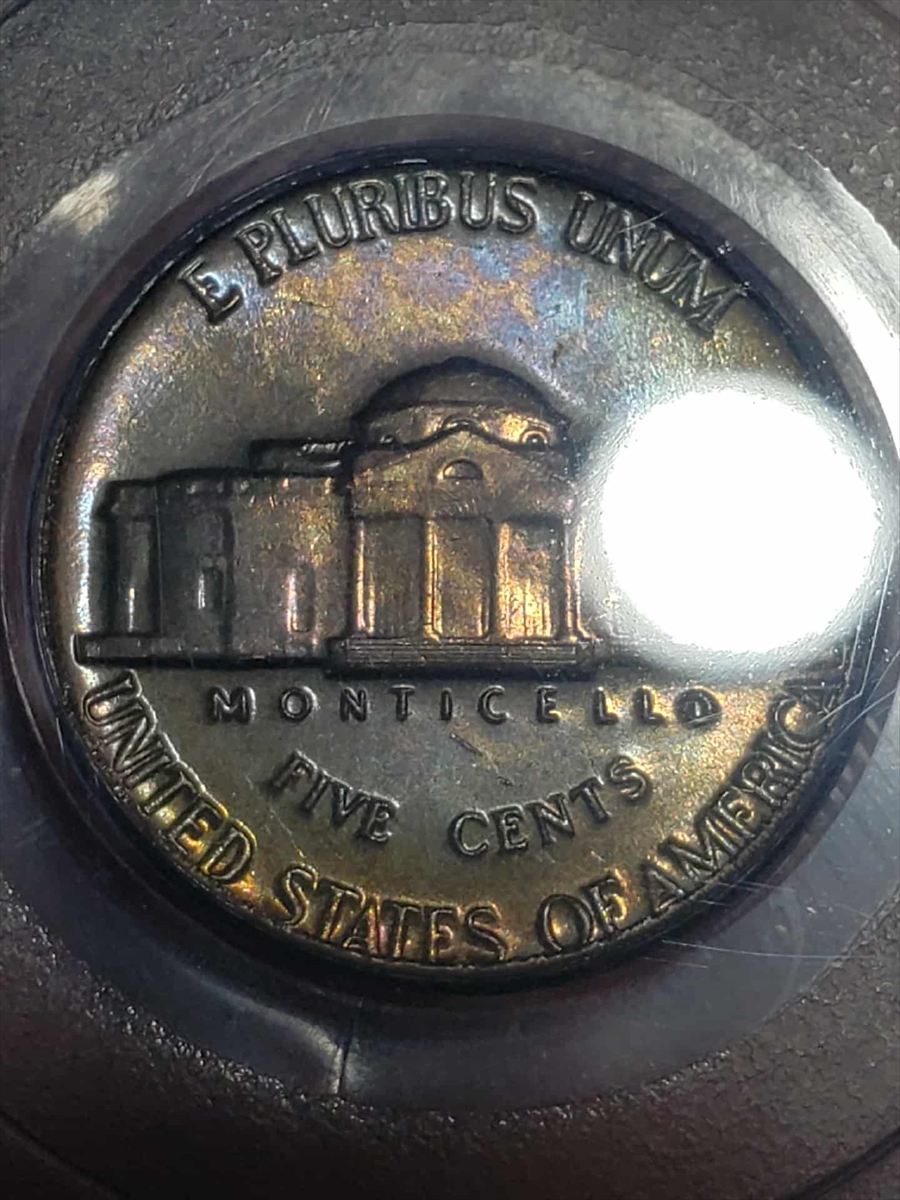 E PLURIBUS UNUM
MONTICELLO
FIVE CENTS
UNITED STATES OF AMERICA